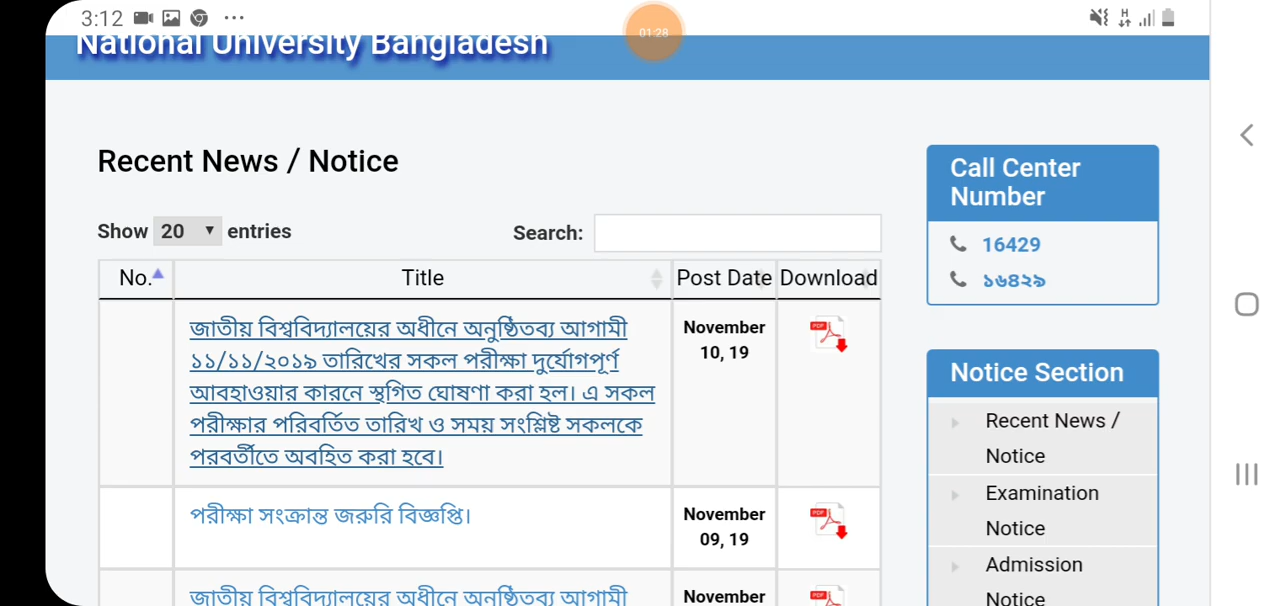 3:12
01:28
National University Bangladesh
Recent News / Notice
Show 20 entries
Search:
No. Title Post Date Download
জাতীয় বিশ্ববিদ্যালয়ের অধীনে অনুষ্ঠিতব্য আগামী
১১/১১/২০১৯ তারিখের সকল পরীক্ষা দুর্যোগপূর্ণ
আবহাওয়ার কারনে স্থগিত ঘোষণা করা হল। এ সকল
পরীক্ষার পরিবর্তিত তারিখ ও সময় সংশ্লিষ্ট সকলকে
পরবর্তীতে অবহিত করা হবে।
November
10, 19
PDF
পরীক্ষা সংক্রান্ত জরুরি বিজ্ঞপ্তি।
November
09, 19
PDF
জাতীয় বিশ্ববিদ্যালয়ের অধীনে অনুষ্ঠিতব্য আগামী
November
PDF
Call Center
Number
16429
১৬৪২৯
Notice Section
Recent News /
Notice
Examination
Notice
Admission
Notice